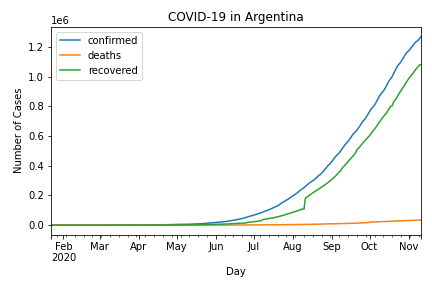 COVID-19 in Argentina
1e6
confirmed
deaths
recovered
1.2
1.0
0.8
0.6
0.4
0.2
0.0
Number of Cases
Feb Mar Apr May Jun Jul Aug Sep Oct Nov
2020
Day